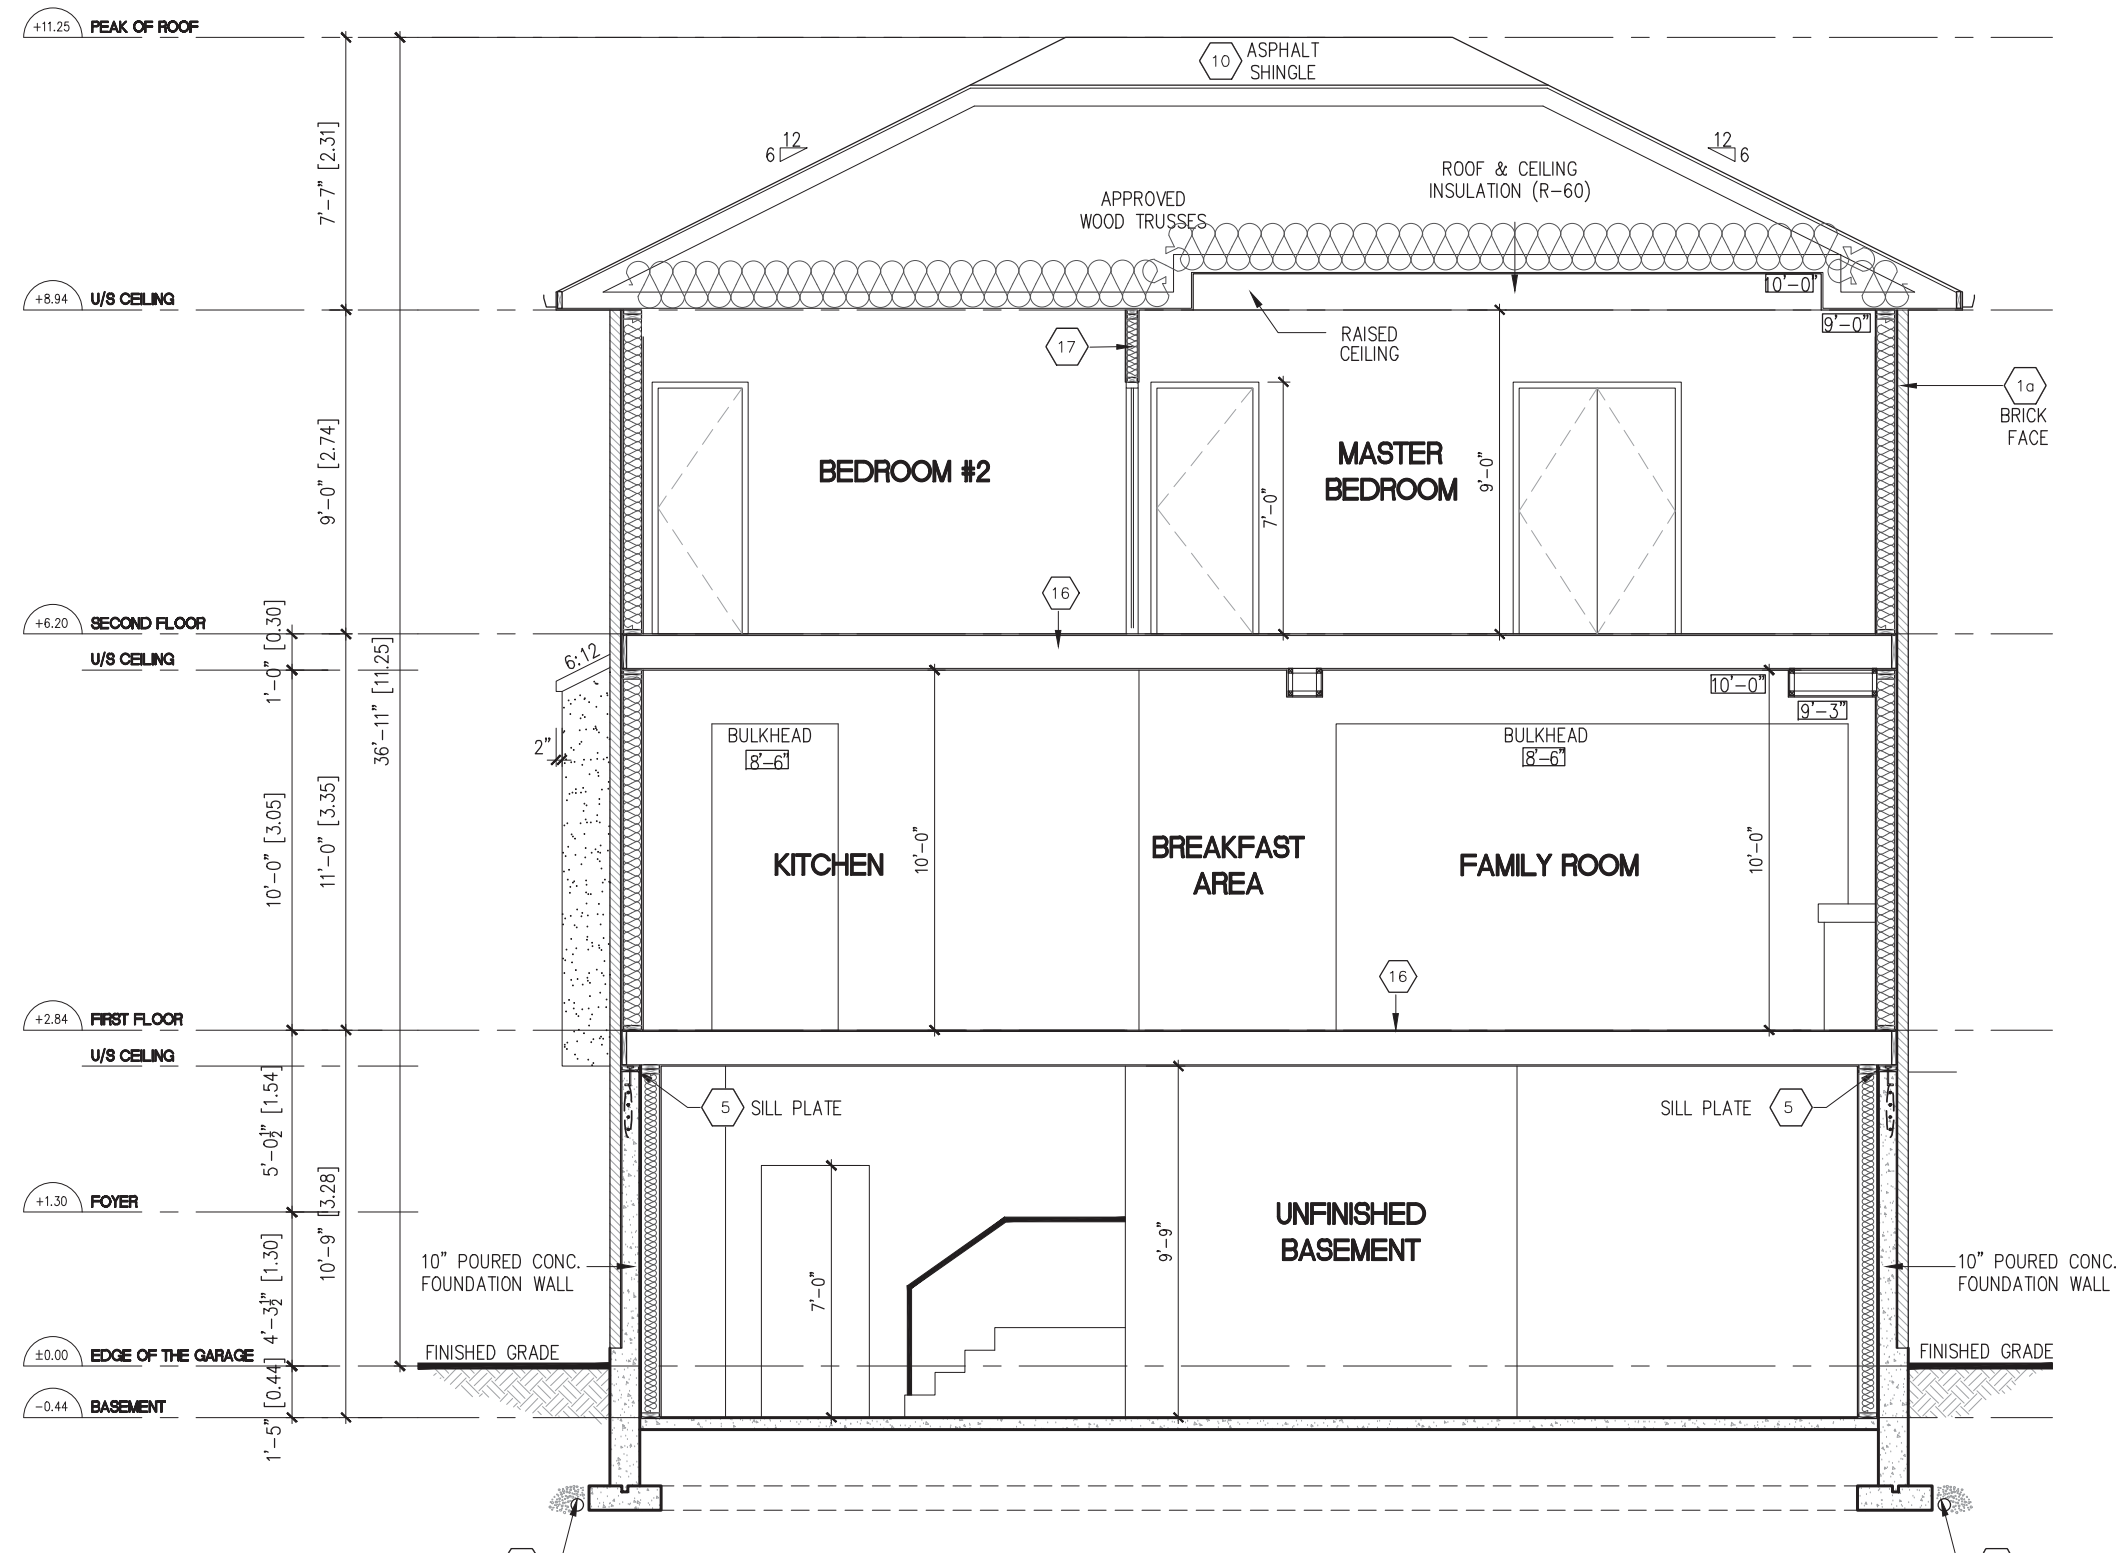 +11.25 PEAK OF ROOF
10 ASPHALT
SHINGLE
12
6
12
6
7'-7" [2.31]
ROOF & CEILING
INSULATION (R-60)
APPROVED
WOOD TRUSSES
10'-0"
+8.94 U/S CEILING
9'-0"
17
RAISED
CEILING
1a
BRICK
FACE
9'-0" [2.74]
BEDROOM #2
MASTER
BEDROOM
9'-0"
7'-0"
16
+6.20 SECOND FLOOR
1'-0" [0.30]
U/S CEILING
6:12
36'-11" [11.25]
10'-0"
9'-3"
2"
BULKHEAD
8'-6"
BULKHEAD
8'-6"
10'-0" [3.05]
11'-0" [3.35]
KITCHEN
10'-0"
BREAKFAST
AREA
FAMILY ROOM
10'-0"
16
+2.84 FIRST FLOOR
U/S CEILING
5'-0½" [1.54]
5 SILL PLATE
SILL PLATE 5
+1.30 FOYER
10'-9" [3.28]
4'-3½" [1.30]
UNFINISHED
BASEMENT
9'-9"
7'-0"
10" POURED CONC.
FOUNDATION WALL
10" POURED CONC.
FOUNDATION WALL
±0.00 EDGE OF THE GARAGE
FINISHED GRADE
FINISHED GRADE
-0.44 BASEMENT
1'-5" [0.44]